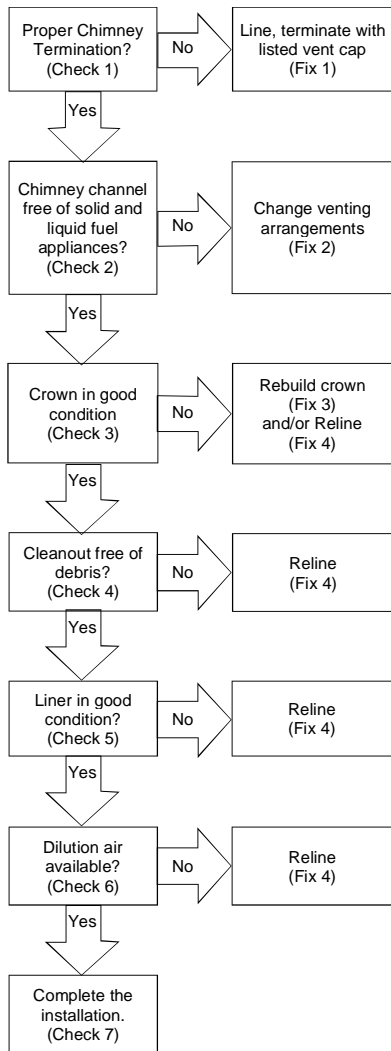 Proper Chimney
Termination?
(Check 1)
No
Line, terminate with
listed vent cap
(Fix 1)
Yes
Chimney channel
free of solid and
liquid fuel
appliances?
(Check 2)
No
Change venting
arrangements
(Fix 2)
Yes
Crown in good
condition
(Check 3)
No
Rebuild crown
(Fix 3)
and/or Reline
(Fix 4)
Yes
Cleanout free of
debris?
(Check 4)
No
Reline
(Fix 4)
Yes
Liner in good
condition?
(Check 5)
No
Reline
(Fix 4)
Yes
Dilution air
available?
(Check 6)
No
Reline
(Fix 4)
Yes
Complete the
installation.
(Check 7)